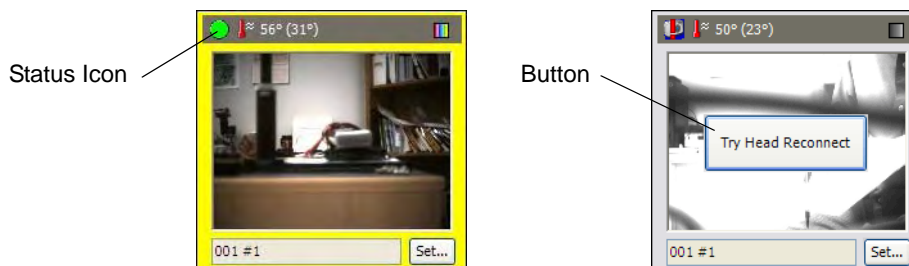 56° (31°)
Status Icon
001 #1
Set...
50° (23°)
Button
Try Head Reconnect
001 #1
Set...